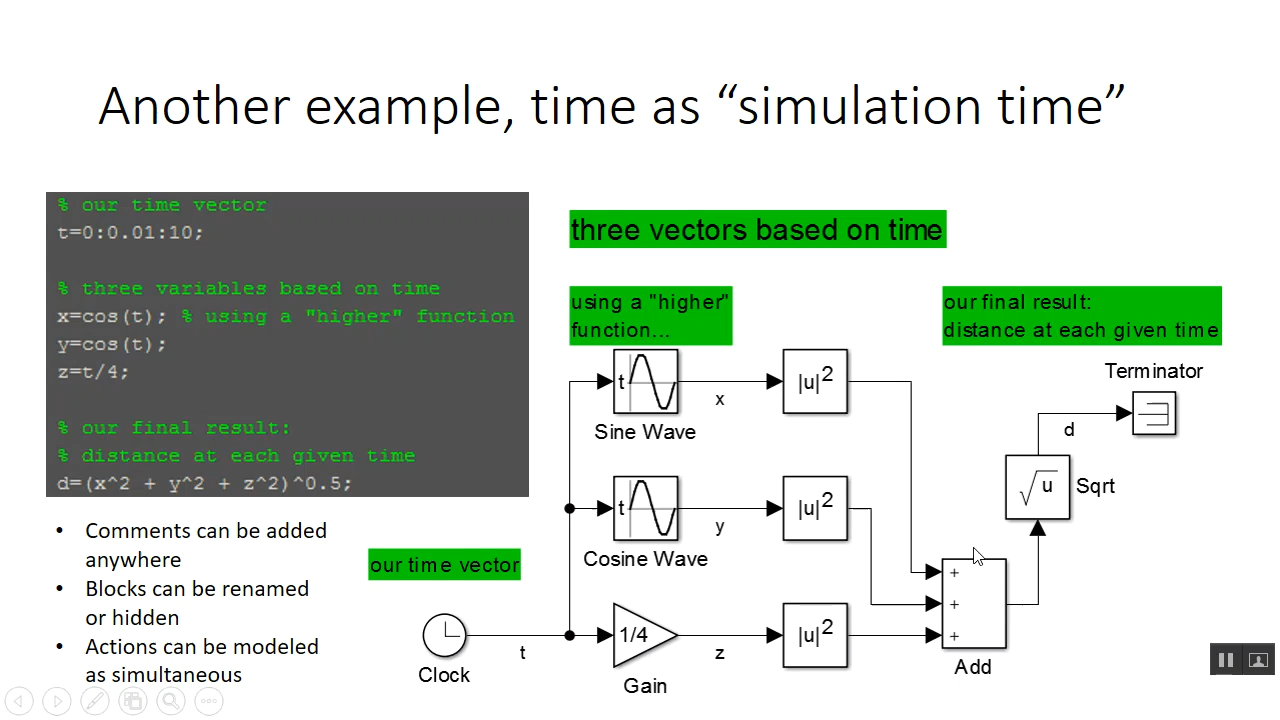 Another example, time as “simulation time”
% our time vector
t=0:0.01:10;
% three variables based on time
x=cos(t); % using a "higher" function
y=cos(t);
z=t/4;
% our final result:
% distance at each given time
d=(x^2 + y^2 + z^2)^0.5;
• Comments can be added
anywhere
• Blocks can be renamed
or hidden
• Actions can be modeled
as simultaneous
three vectors based on time
using a "higher"
function...
our final result:
distance at each given time
Terminator
t
x
|u|2
Sine Wave
d
√u
Sqrt
t
y
|u|2
Cosine Wave
our time vector
+
+
+
Add
Clock
t
1/4
Gain
z
|u|2